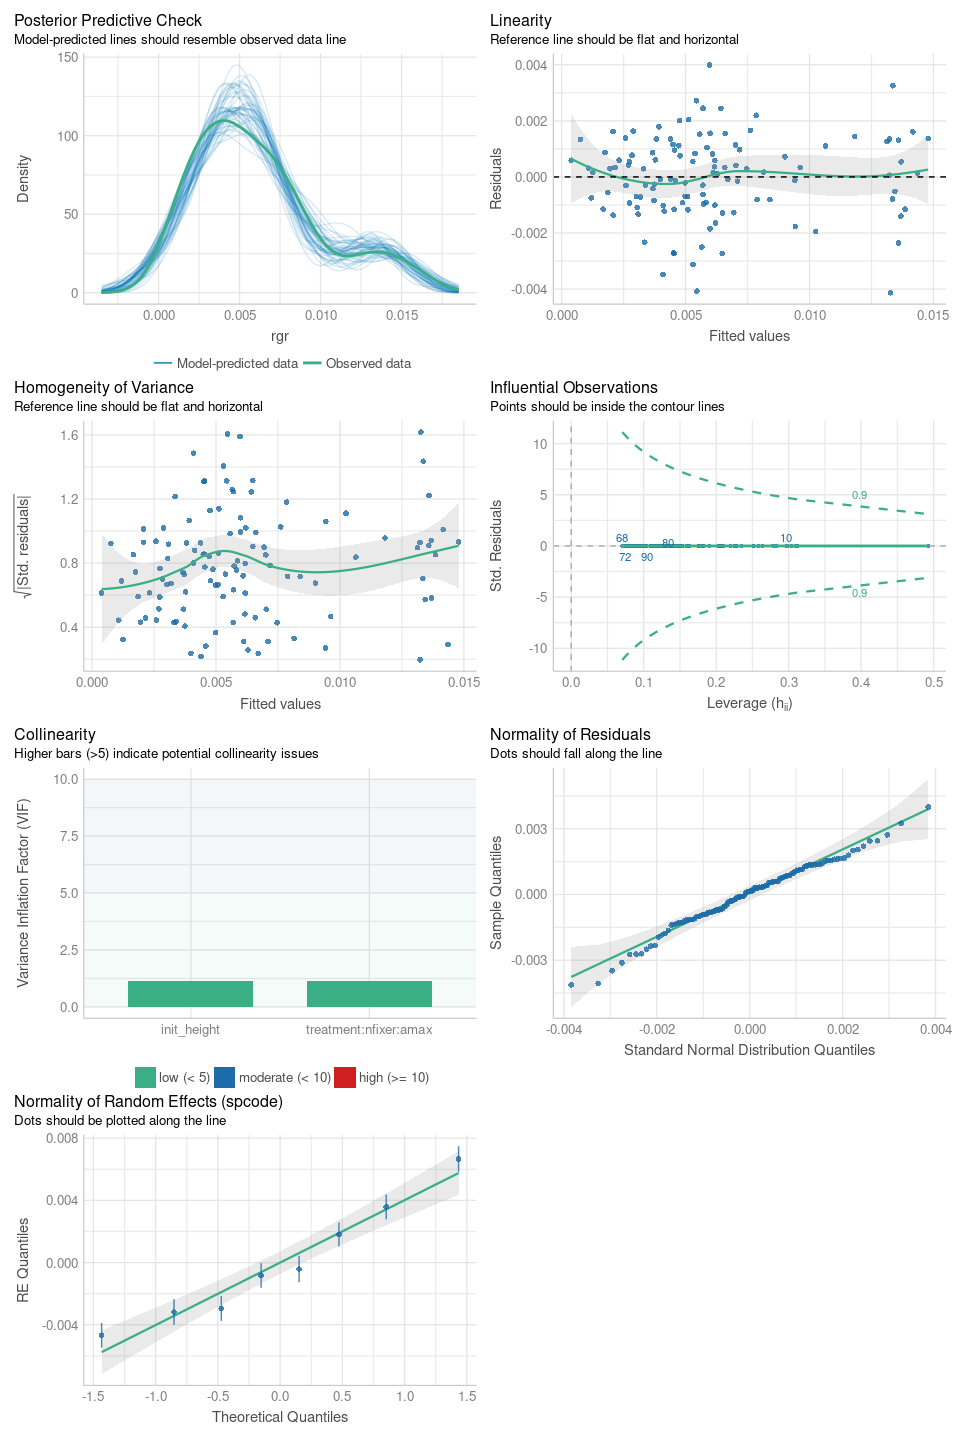 Posterior Predictive Check
Model-predicted lines should resemble observed data line
150
100
50
0
Density
0.000 0.005 0.010 0.015
rgr
Model-predicted data Observed data
Linearity
Reference line should be flat and horizontal
0.004
0.002
0.000
-0.002
-0.004
Residuals
0.000 0.005 0.010 0.015
Fitted values
Homogeneity of Variance
Reference line should be flat and horizontal
1.6
1.2
0.8
0.4
√|Std. residuals|
0.000 0.005 0.010 0.015
Fitted values
Influential Observations
Points should be inside the contour lines
10
5
0
-5
-10
Std. Residuals
0.9
68 80 10
72 90
0.9
0.0 0.1 0.2 0.3 0.4 0.5
Leverage (hii)
Collinearity
Higher bars (>5) indicate potential collinearity issues
10.0
7.5
5.0
2.5
0.0
Variance Inflation Factor (VIF)
init_height treatment:nfixer:amax
low (< 5) moderate (< 10) high (>= 10)
Normality of Residuals
Dots should fall along the line
0.003
0.000
-0.003
Sample Quantiles
-0.004 -0.002 0.000 0.002 0.004
Standard Normal Distribution Quantiles
Normality of Random Effects (spcode)
Dots should be plotted along the line
0.008
0.004
0.000
-0.004
RE Quantiles
-1.5 -1.0 -0.5 0.0 0.5 1.0 1.5
Theoretical Quantiles